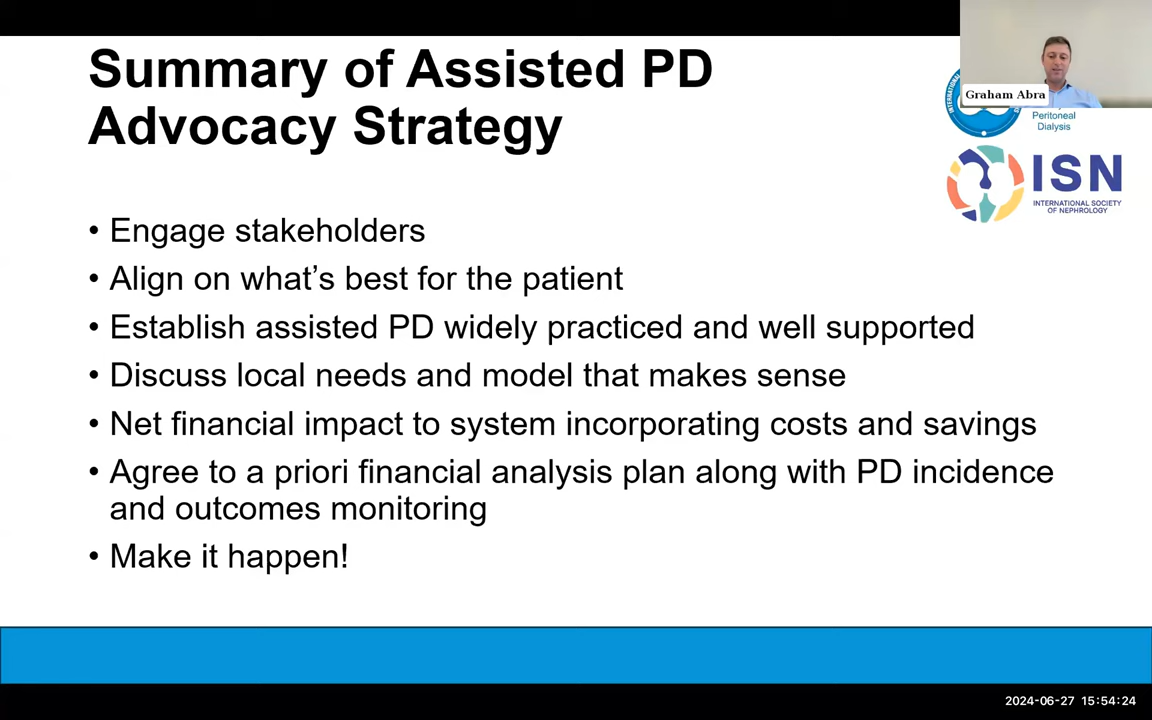 Summary of Assisted PD
Advocacy Strategy
Graham Abra
INTERNATIONAL
Peritoneal
Dialysis
ISN
INTERNATIONAL SOCIETY
OF NEPHROLOGY
• Engage stakeholders
• Align on what’s best for the patient
• Establish assisted PD widely practiced and well supported
• Discuss local needs and model that makes sense
• Net financial impact to system incorporating costs and savings
• Agree to a priori financial analysis plan along with PD incidence
and outcomes monitoring
• Make it happen!
2024-06-27 15:54:24